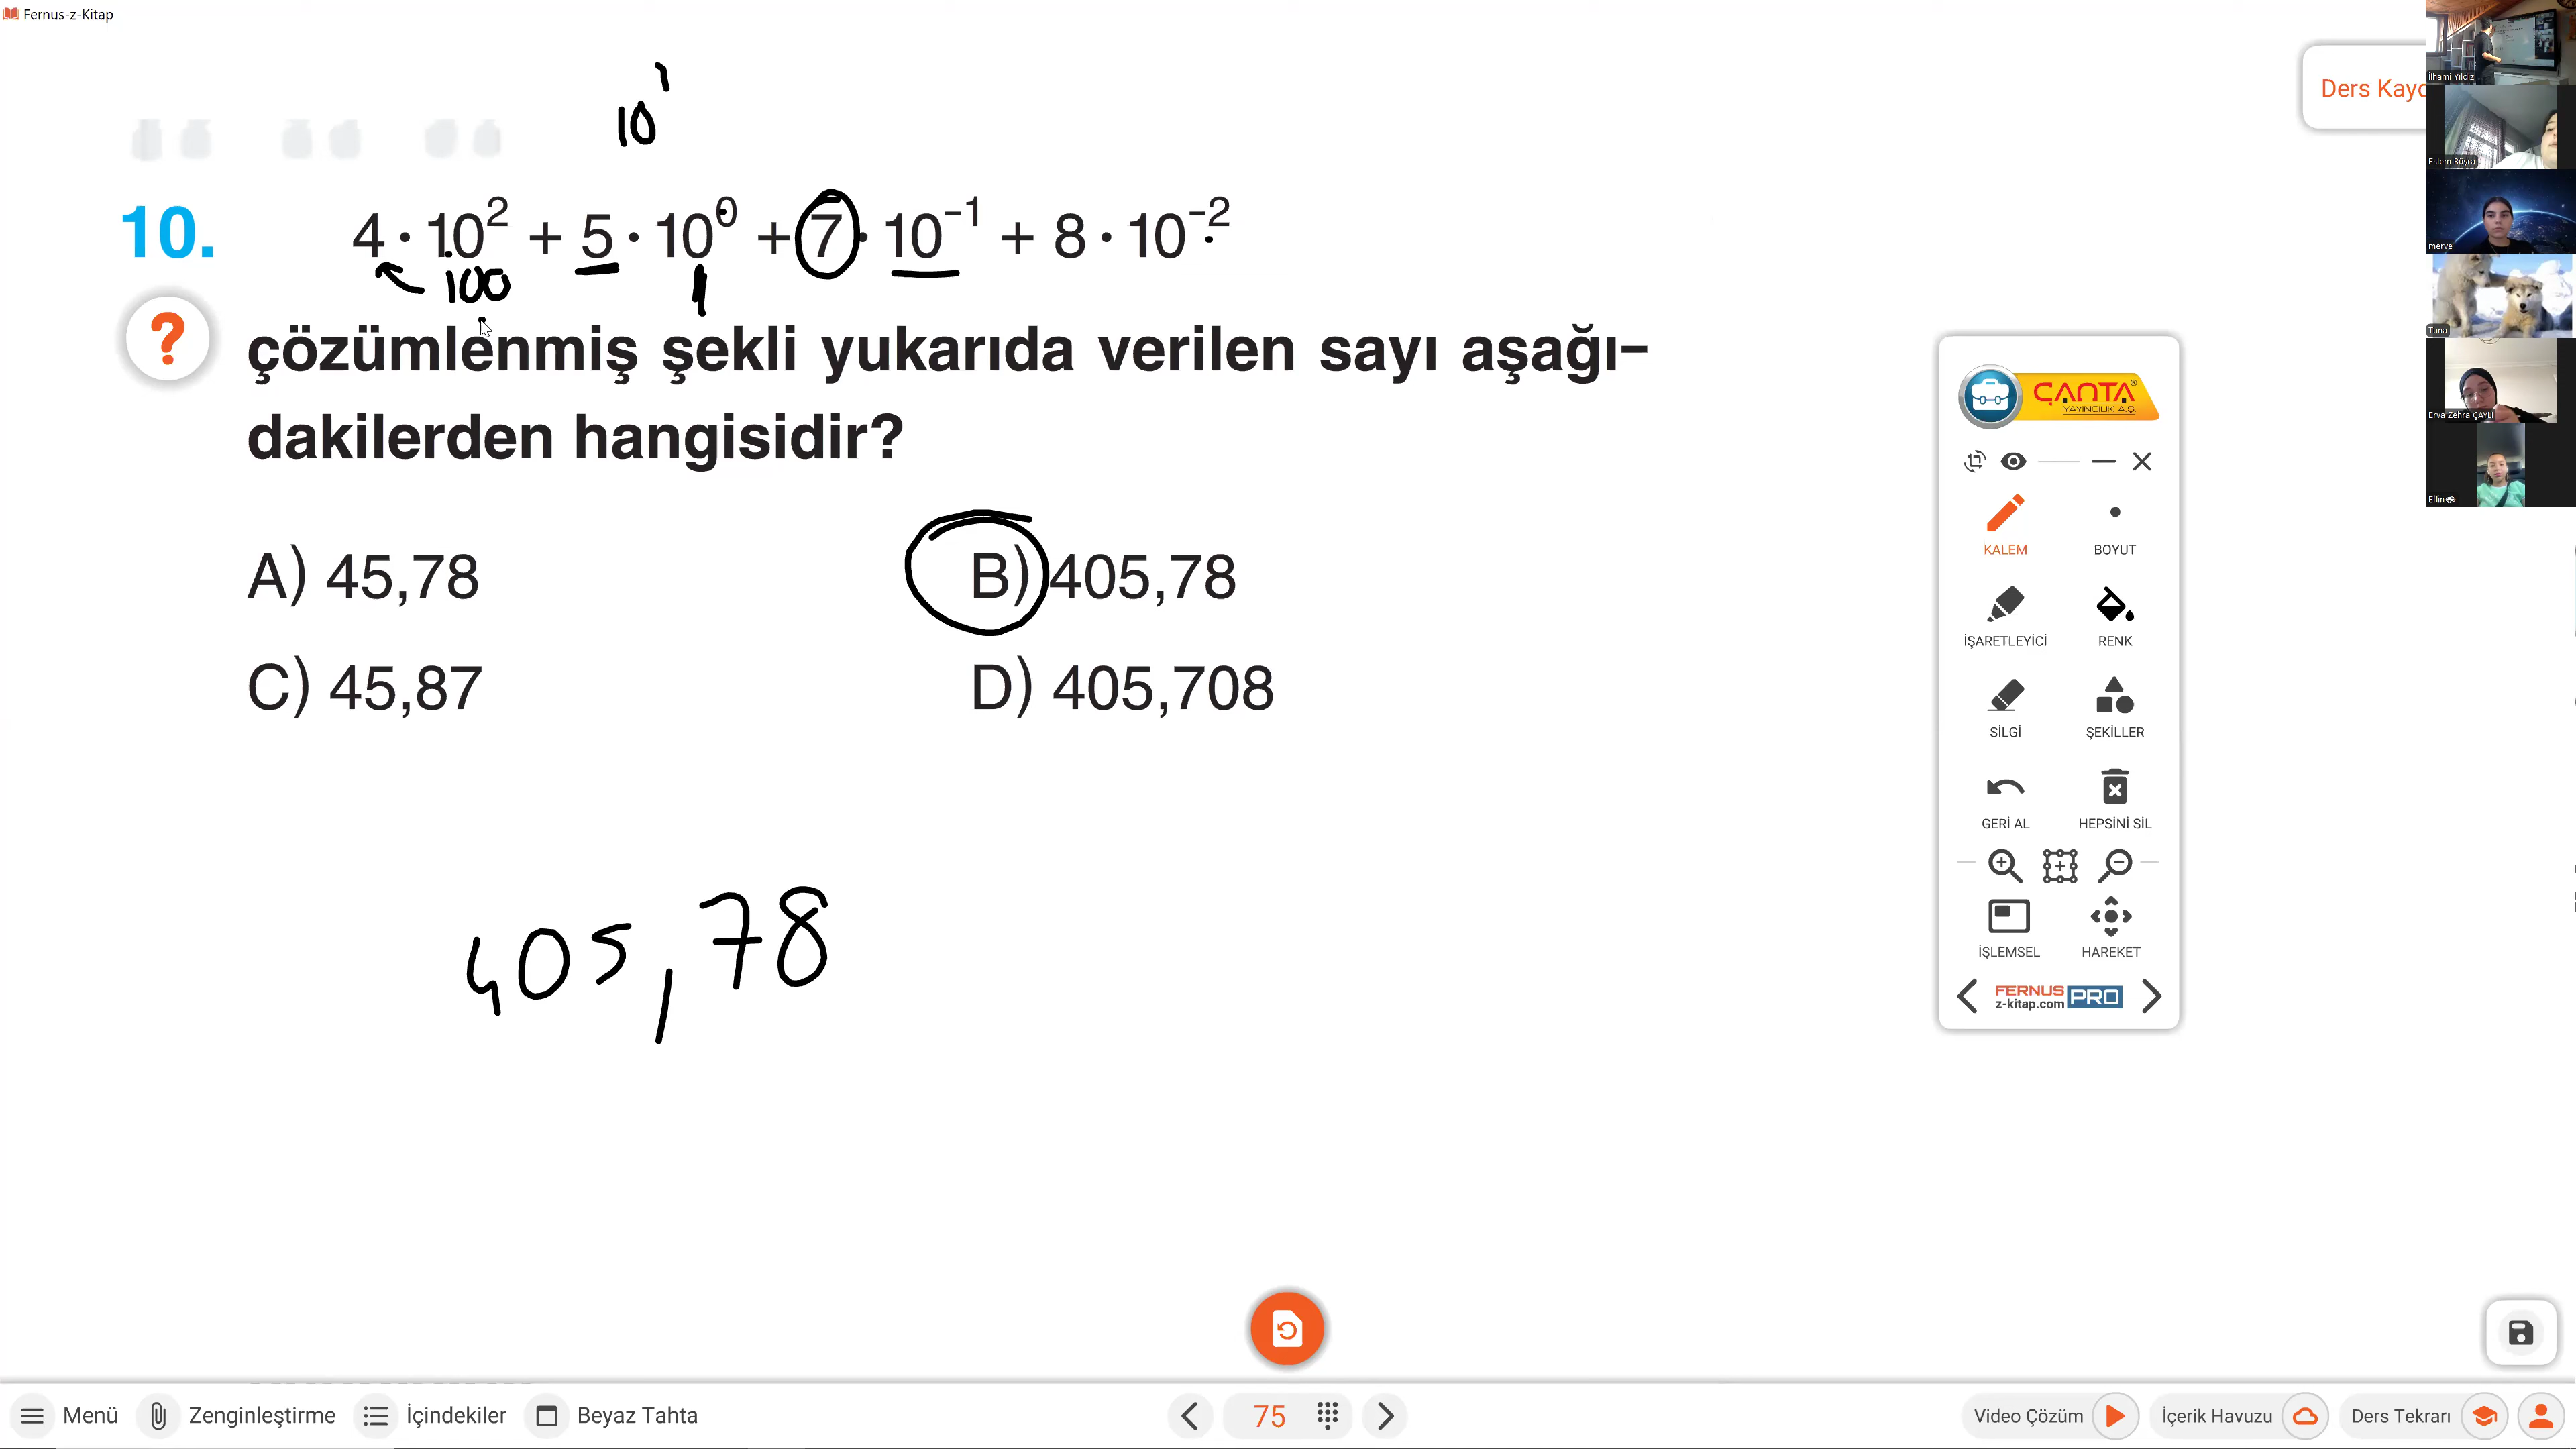 Fernus-z-Kitap
Ders Kayd
10¹
10. 4 · 10² + 5 · 10⁰ + 7 · 10⁻¹ + 8 · 10⁻²
100 1
? çözümlenmiş şekli yukarıda verilen sayı aşağı-
dakilerden hangisidir?
A) 45,78 B) 405,78
C) 45,87 D) 405,708
405,78
İlhami Yıldız
Eslem Büşra
merve
Tuna
Erva Zehra ÇAYLI
Eflin
ÇANTA
YAYINCILIK A.Ş.
KALEM BOYUT
İŞARETLEYİCİ RENK
SİLGİ ŞEKİLLER
GERİ AL HEPSİNİ SİL
İŞLEMSEL HAREKET
FERNUS
z-kitap.com PRO
Menü Zenginleştirme İçindekiler Beyaz Tahta 75 Video Çözüm İçerik Havuzu Ders Tekrarı